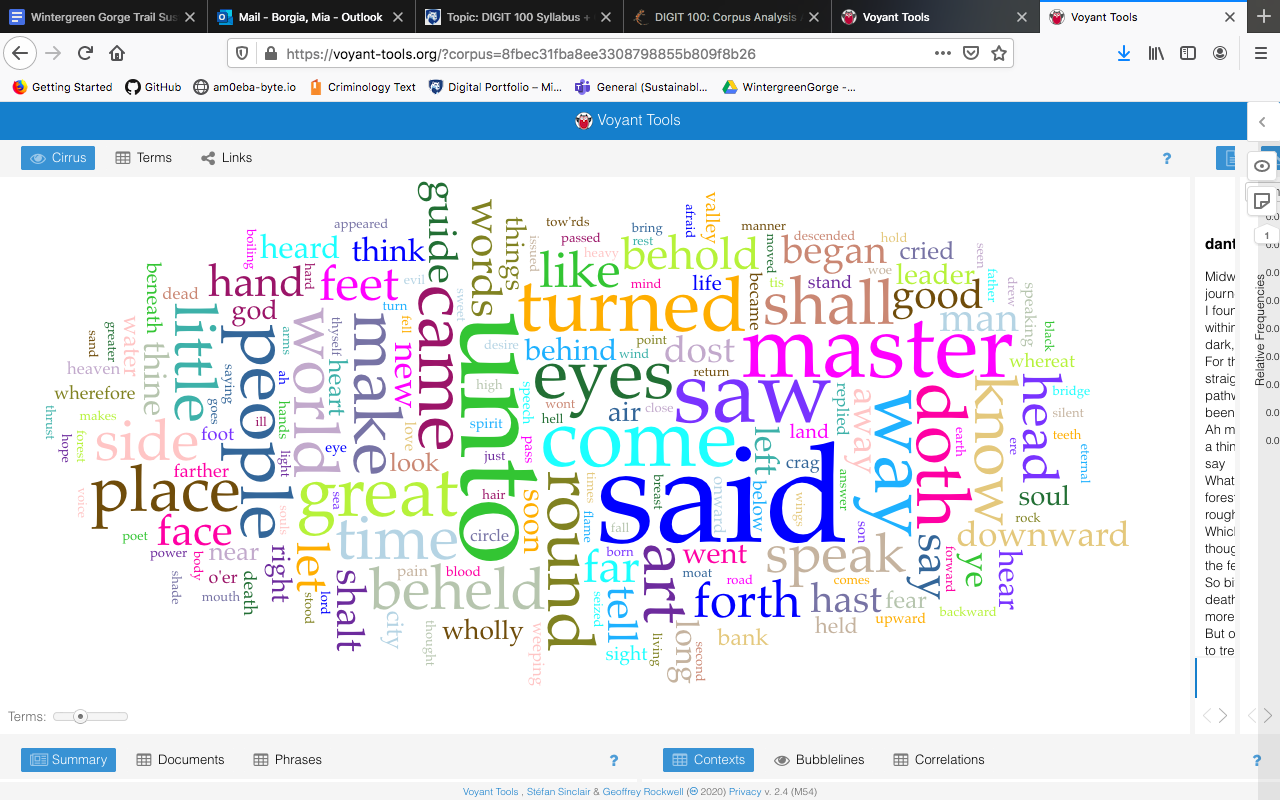 Wintergreen Gorge Trail Sus
Mail - Borgia, Mia - Outlook
Topic: DIGIT 100 Syllabus +
DIGIT 100: Corpus Analysis
Voyant Tools
Voyant Tools
https://voyant-tools.org/?corpus=8fbec31fba8ee3308798855b809f8b26
Getting Started
GitHub
am0eba-byte.io
Criminology Text
Digital Portfolio – Mi...
General (Sustainabl...
WintergreenGorge -...
Voyant Tools
Cirrus
Terms
Links
?
guide
words
things
tow'rds
bring
afraid
valley
manner
appeared
boiling
heard
think
issued
passed
rest
heavy
behold
moved
descended
began
hold
cried
seen
beneath
dead
hand
hard
feet
evil
like
mind
life
became
tis
stand
woe
leader
father
drew
speaking
god
turn
sweet
turned
shall
good
man
black
sand
greater
water
little
people
arms
world
thyself
make
fell
new
came
unto
desire
behind
wind
point
dost
master
whereat
heaven
wherefore
thine
saying
ah
heart
high
eyes
return
saw
replied
away
way
doth
know
head
bridge
thrust
makes
goes
hands
love
spirit
speech
wont
hell
air
close
silent
hope
forest
side
foot
ill
light
eye
just
pass
come
left
land
earth
ere
teeth
eternal
farther
look
crag
voice
place
souls
sea
great
hair
soon
round
times
breast
said
onward
below
wings
answer
soul
rock
poet
face
time
circle
flame
fall
son
downward
power
body
near
right
let
far
born
art
went
speak
say
forward
ye
hear
shade
o'er
mouth
death
stood
lord
shalt
pain
blood
beheld
seized
tell
moat
road
comes
forth
hast
fear
backward
upward
city
thought
wholly
weeping
sight
living
long
second
bank
held
dant
Midw
journ
I foun
within
dark,
For th
straig
pathw
been
Ah m
a thin
say
What
fores
rough
Which
thoug
the fe
So bi
death
more
But o
to tre
Relative Frequencies
1
Terms:
Summary
Documents
Phrases
?
Contexts
Bubblelines
Correlations
?
Voyant Tools , Stéfan Sinclair & Geoffrey Rockwell (© 2020) Privacy v. 2.4 (M54)